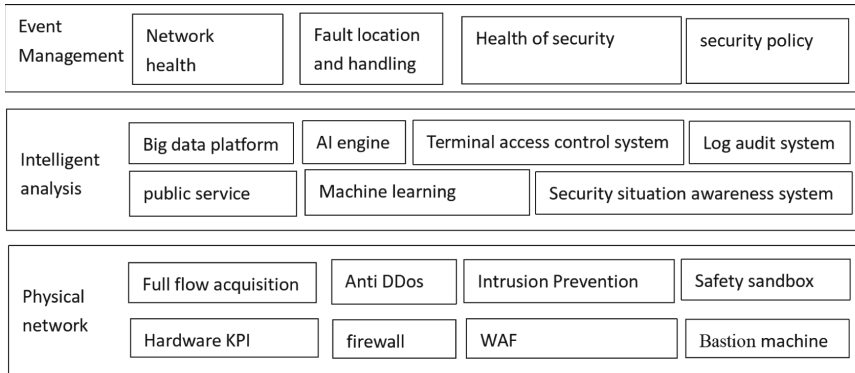 Event
Management
Network
health
Fault location
and handling
Health of security
security policy
Intelligent
analysis
Big data platform
AI engine
Terminal access control system
Log audit system
public service
Machine learning
Security situation awareness system
Physical
network
Full flow acquisition
Anti DDos
Intrusion Prevention
Safety sandbox
Hardware KPI
firewall
WAF
Bastion machine